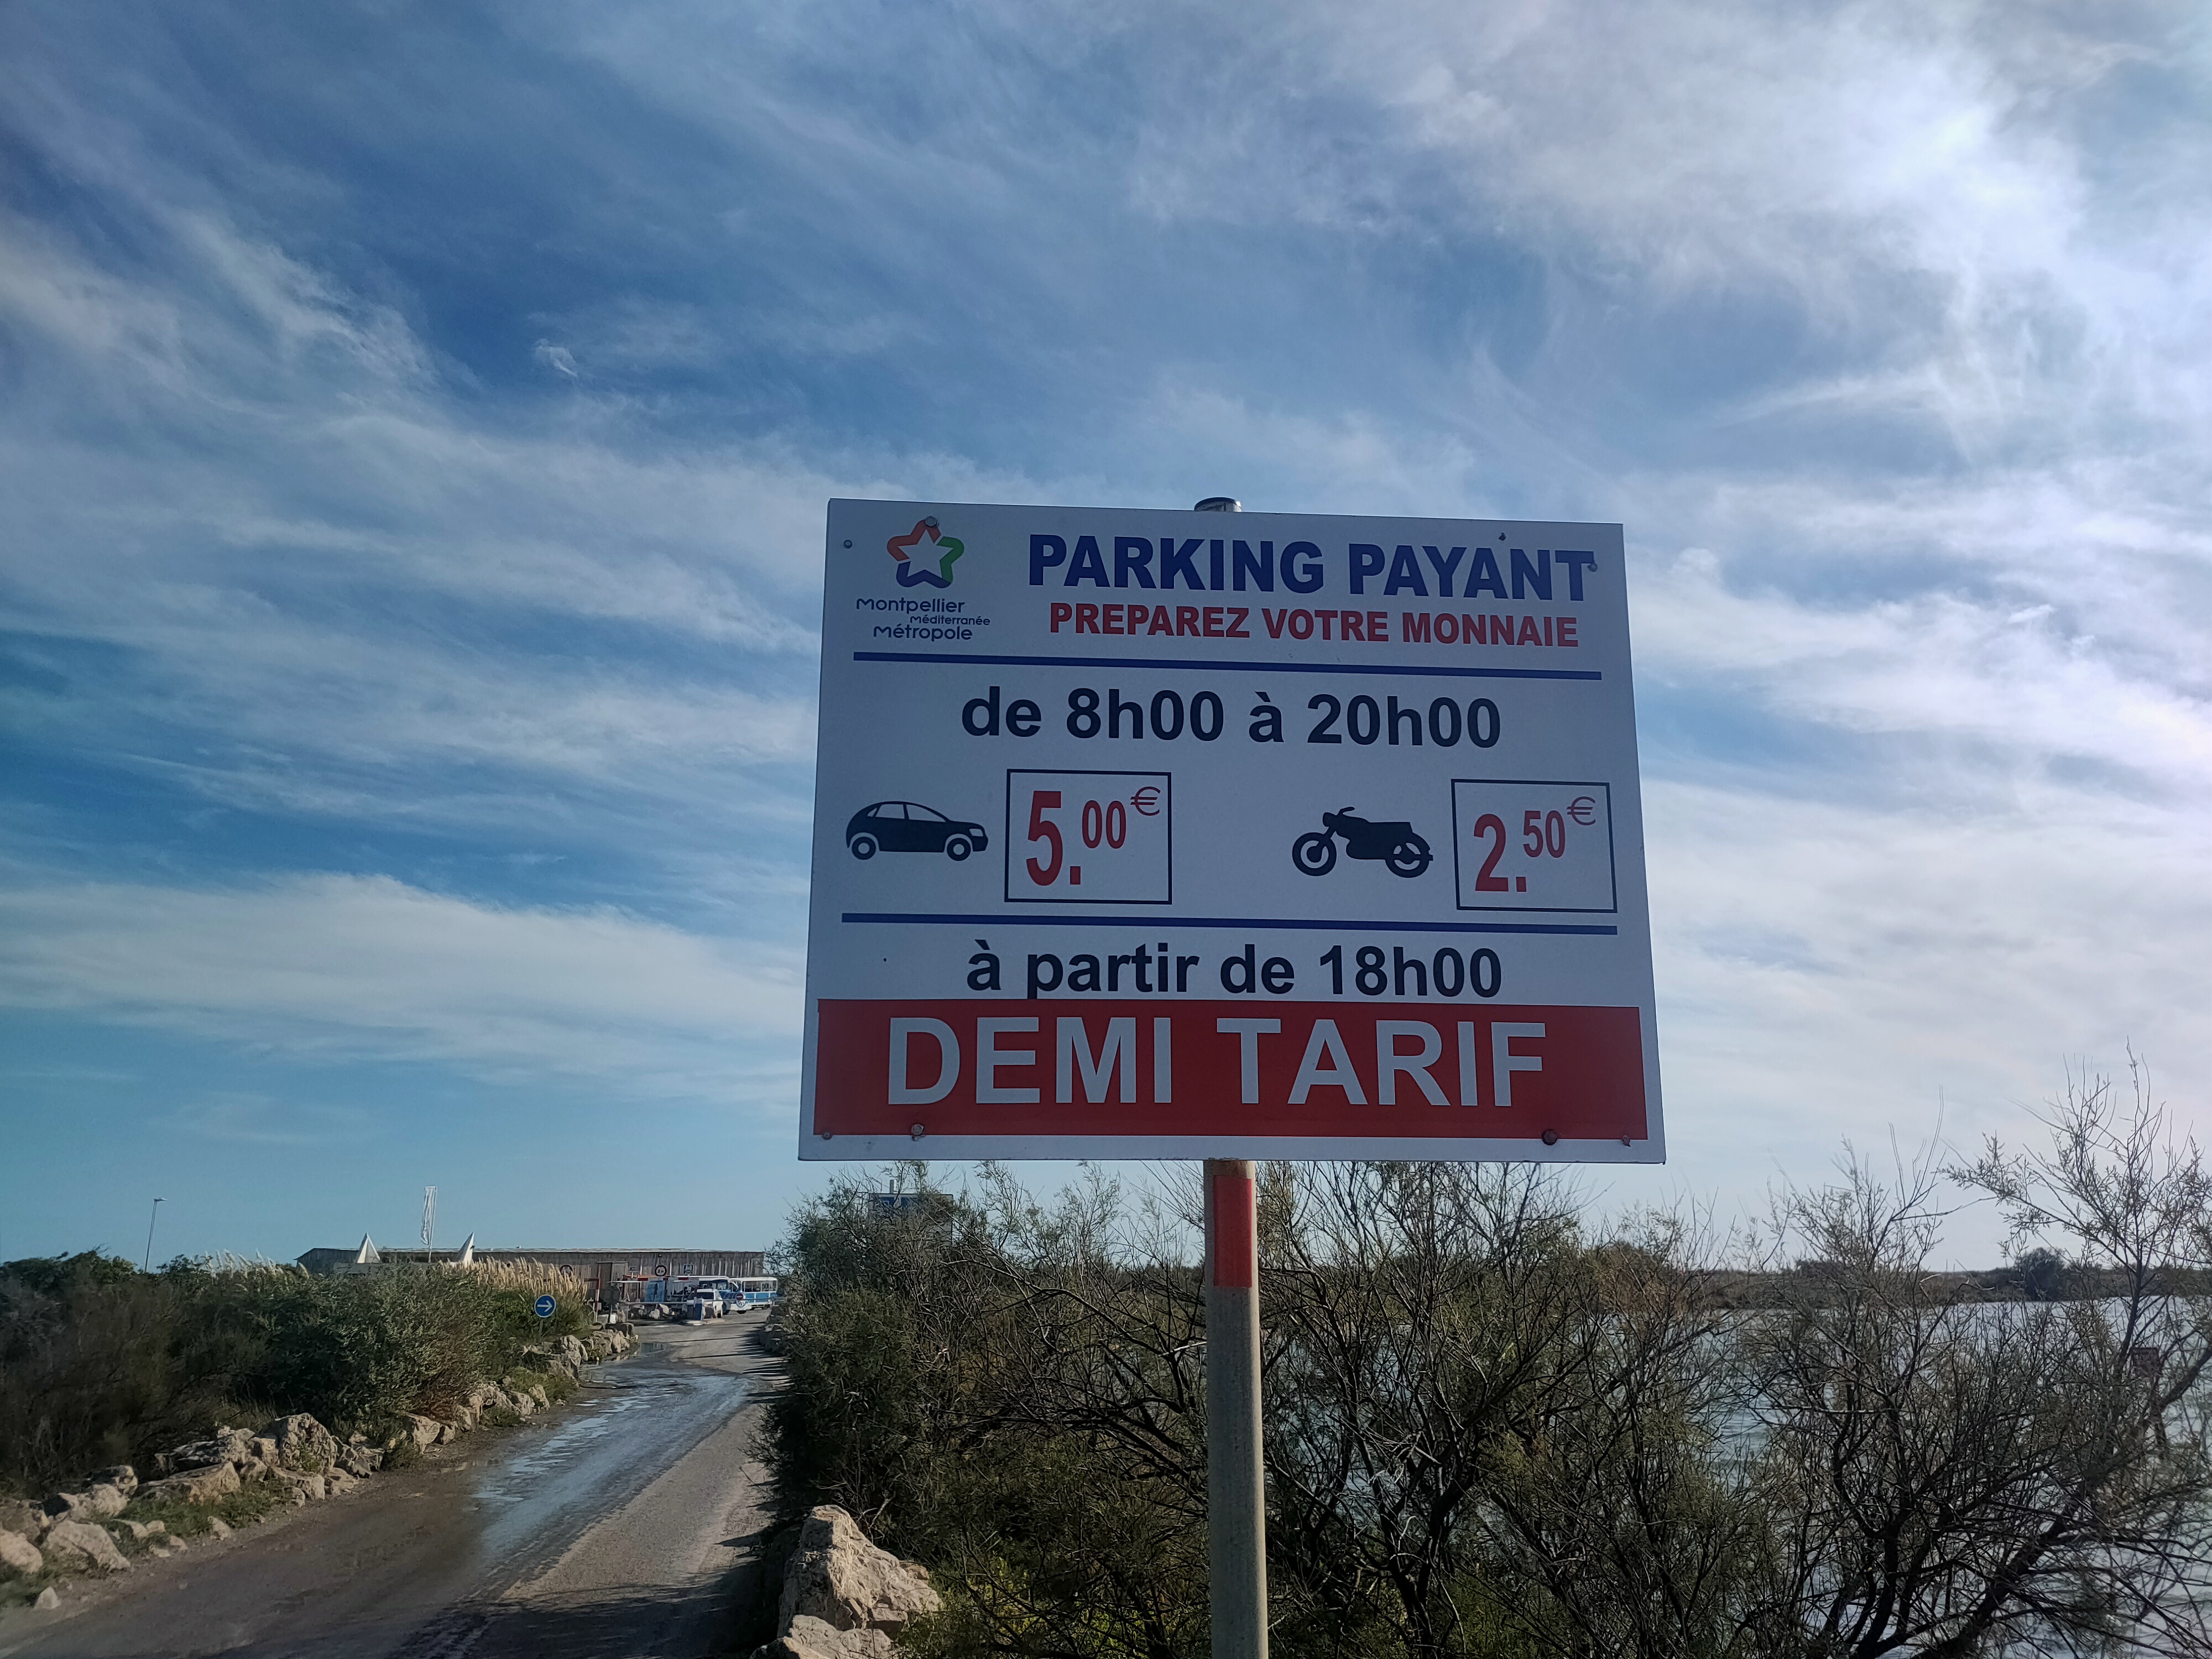 montpellier
méditerranée
métropole
PARKING PAYANT
PREPAREZ VOTRE MONNAIE
de 8h00 à 20h00
5.00€
2.50€
à partir de 18h00
DEMI TARIF